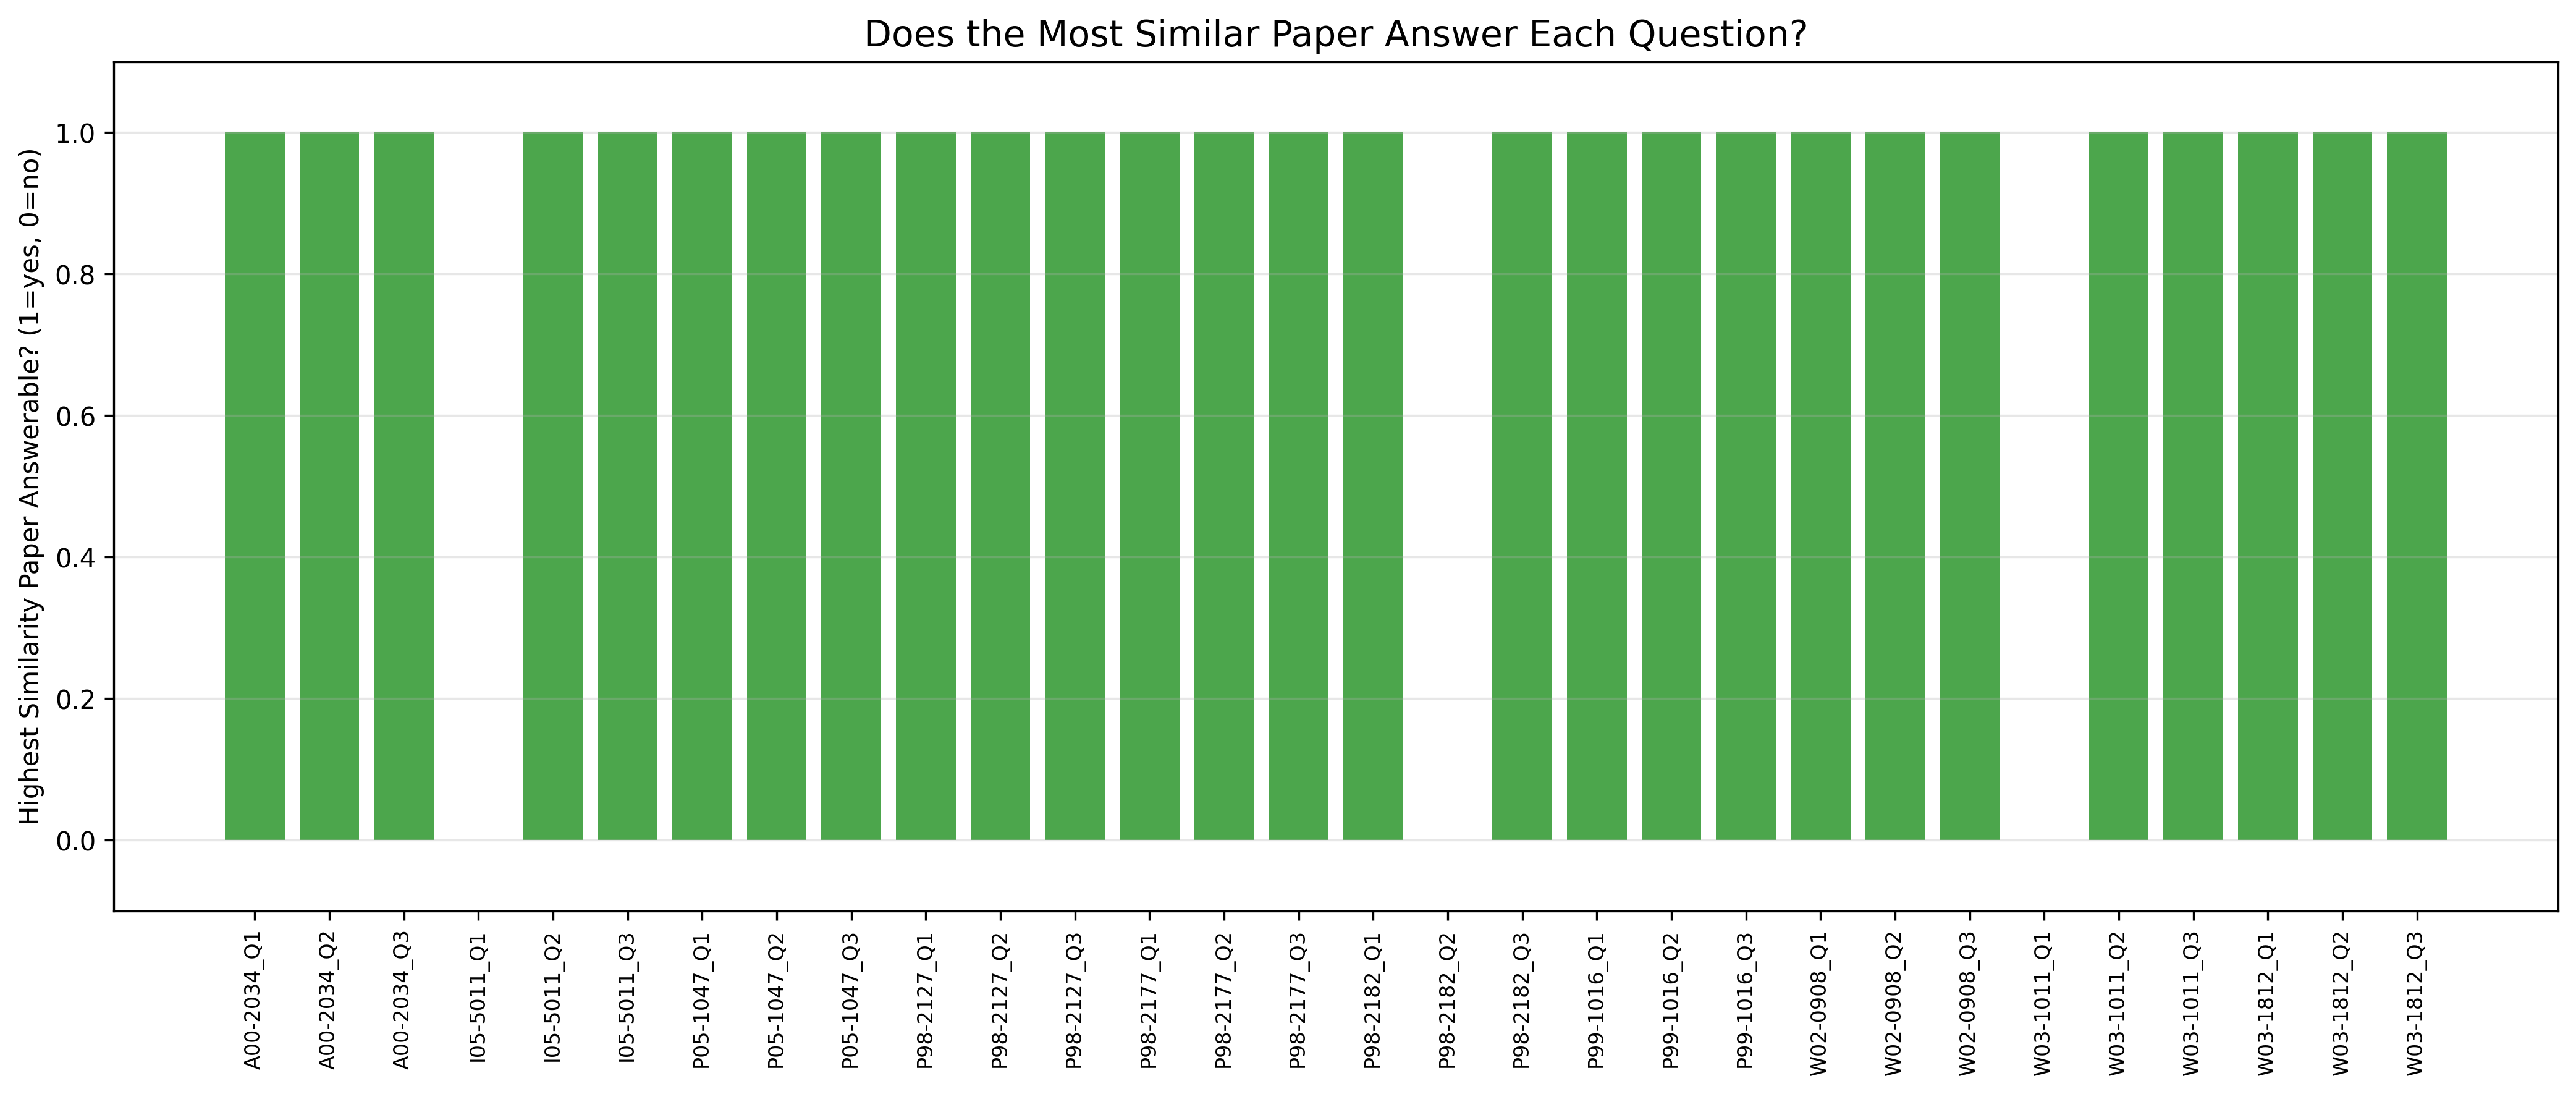 Does the Most Similar Paper Answer Each Question?
Highest Similarity Paper Answerable? (1=yes, 0=no)
1.0
0.8
0.6
0.4
0.2
0.0
A00-2034_Q1
A00-2034_Q2
A00-2034_Q3
I05-5011_Q1
I05-5011_Q2
I05-5011_Q3
P05-1047_Q1
P05-1047_Q2
P05-1047_Q3
P98-2127_Q1
P98-2127_Q2
P98-2127_Q3
P98-2177_Q1
P98-2177_Q2
P98-2177_Q3
P98-2182_Q1
P98-2182_Q2
P98-2182_Q3
P99-1016_Q1
P99-1016_Q2
P99-1016_Q3
W02-0908_Q1
W02-0908_Q2
W02-0908_Q3
W03-1011_Q1
W03-1011_Q2
W03-1011_Q3
W03-1812_Q1
W03-1812_Q2
W03-1812_Q3